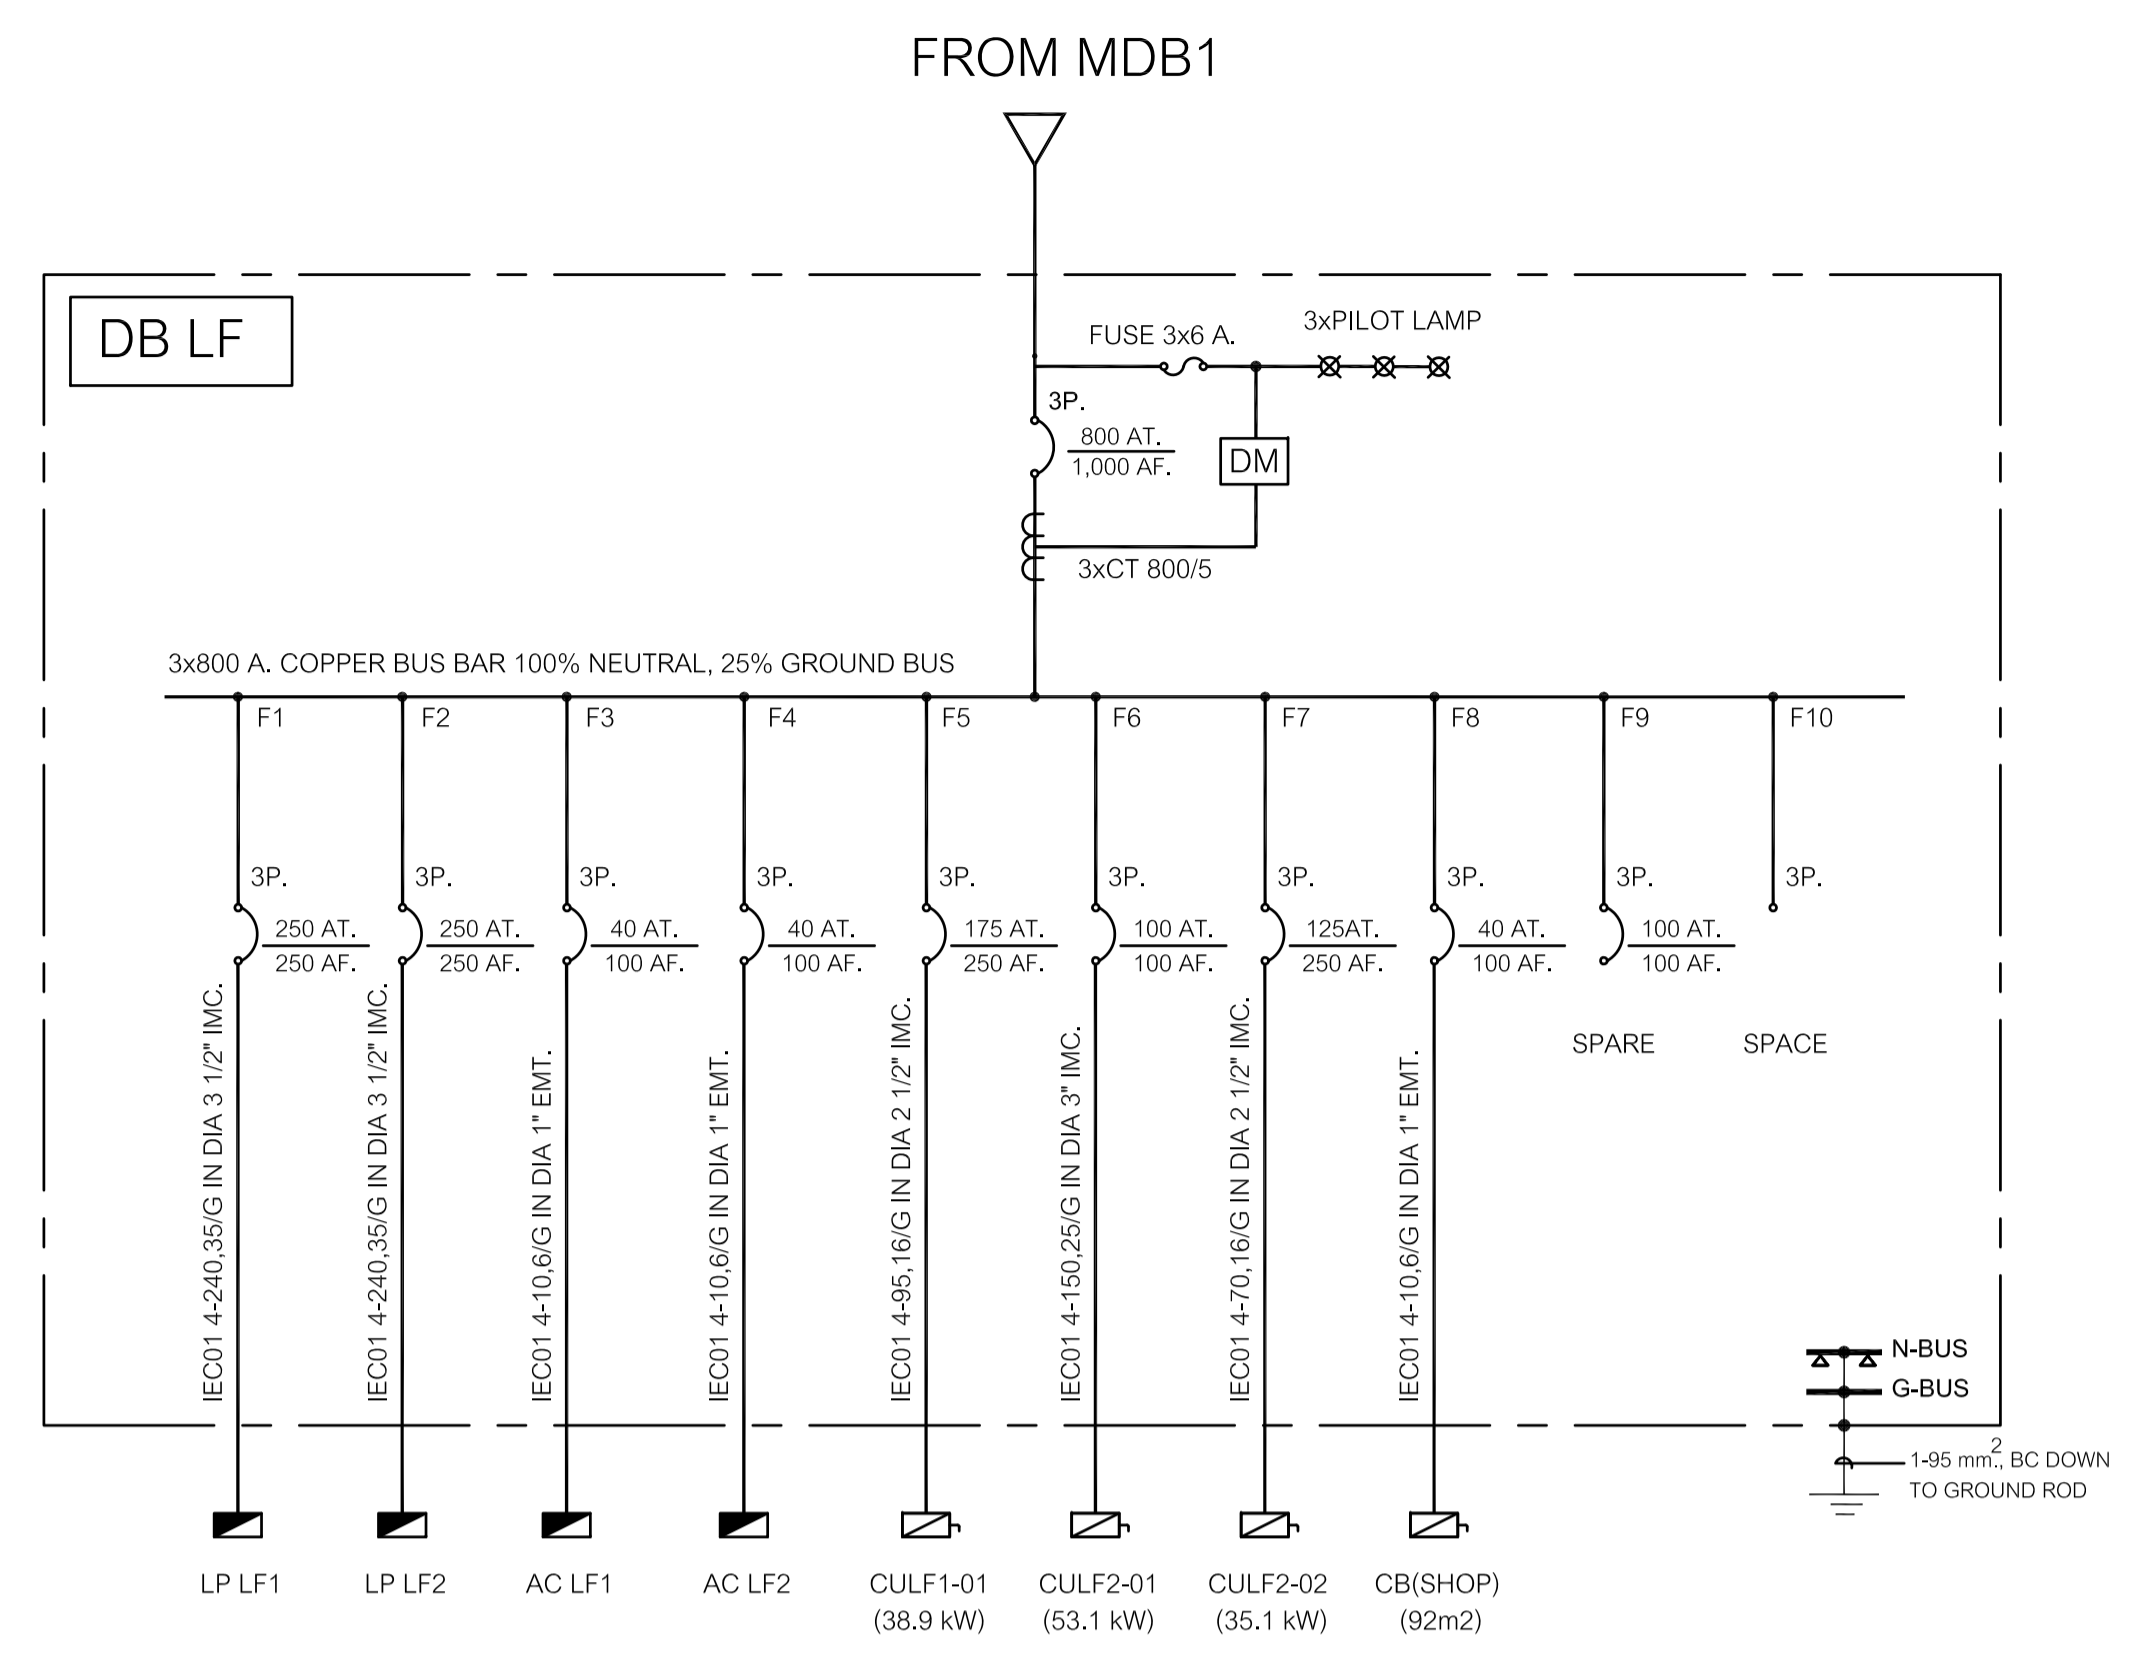 FROM MDB1
DB LF
FUSE 3x6 A.
3xPILOT LAMP
3P.
800 AT.
1,000 AF.
DM
3xCT 800/5
3x800 A. COPPER BUS BAR 100% NEUTRAL, 25% GROUND BUS
F1
F2
F3
F4
F5
F6
F7
F8
F9
F10
3P.
3P.
3P.
3P.
3P.
3P.
3P.
3P.
3P.
3P.
250 AT.
250 AF.
250 AT.
250 AF.
40 AT.
100 AF.
40 AT.
100 AF.
175 AT.
250 AF.
100 AT.
100 AF.
125AT.
250 AF.
40 AT.
100 AF.
100 AT.
100 AF.
IEC01 4-240,35/G IN DIA 3 1/2" IMC.
IEC01 4-240,35/G IN DIA 3 1/2" IMC.
IEC01 4-10,6/G IN DIA 1" EMT.
IEC01 4-10,6/G IN DIA 1" EMT.
IEC01 4-95,16/G IN DIA 2 1/2" IMC.
IEC01 4-150,25/G IN DIA 3" IMC.
IEC01 4-70,16/G IN DIA 2 1/2" IMC.
IEC01 4-10,6/G IN DIA 1" EMT.
SPARE
SPACE
N-BUS
G-BUS
1-95 mm²., BC DOWN
TO GROUND ROD
LP LF1
LP LF2
AC LF1
AC LF2
CULF1-01
(38.9 kW)
CULF2-01
(53.1 kW)
CULF2-02
(35.1 kW)
CB(SHOP)
(92m2)